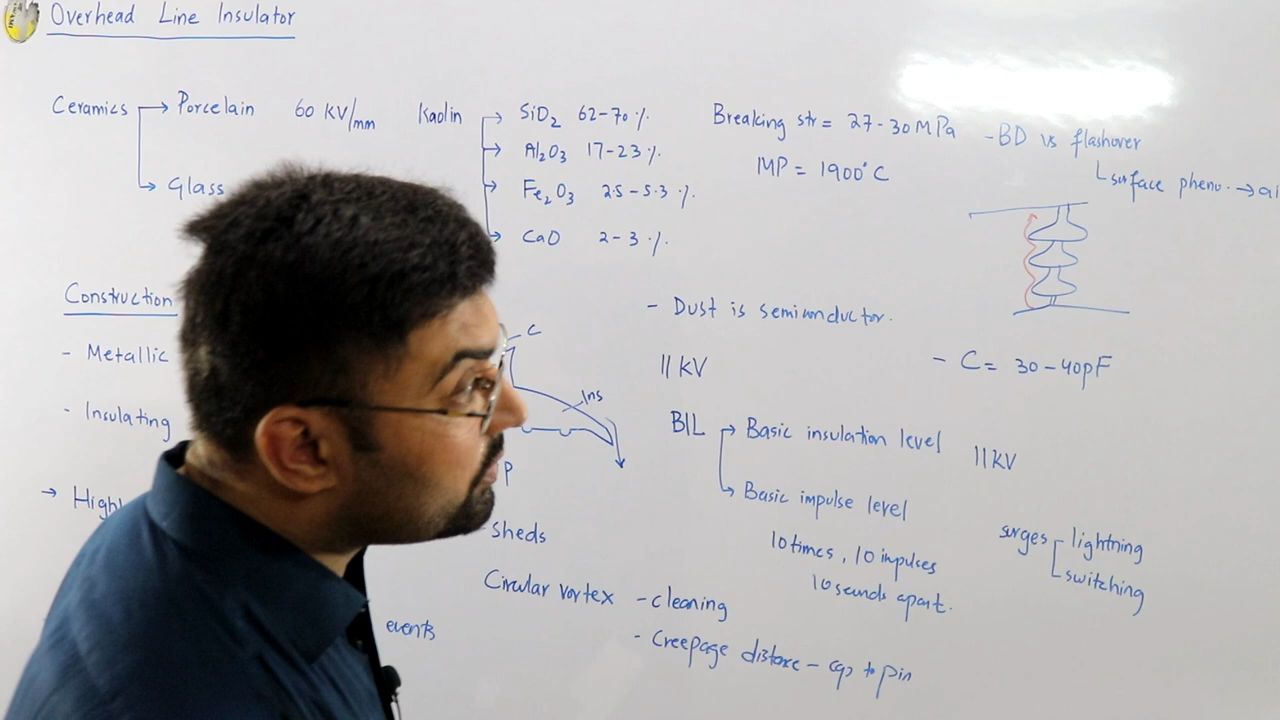 Overhead Line Insulator
Ceramics → Porcelain 60 KV/mm
→ Glass
Kaolin → SiO2 62-70 %.
→ Al2O3 17-23 %.
→ Fe2O3 2.5-5.3 %.
→ CaO 2-3 %.
Breaking str = 27-30 MPa
MP = 1900°C
- BD vs flashover
surface pheno. →
Construction
- Metallic
- Insulating
→
C
Ins
P
- Dust is semiconductor.
11 KV
- C = 30-40pF
BIL → Basic insulation level 11 KV
→ Basic impulse level
10 times, 10 impulses
10 seconds apart.
surges lightning
switching
- Sheds
Circular vortex - cleaning
- Creepage distance - cap to pin
events